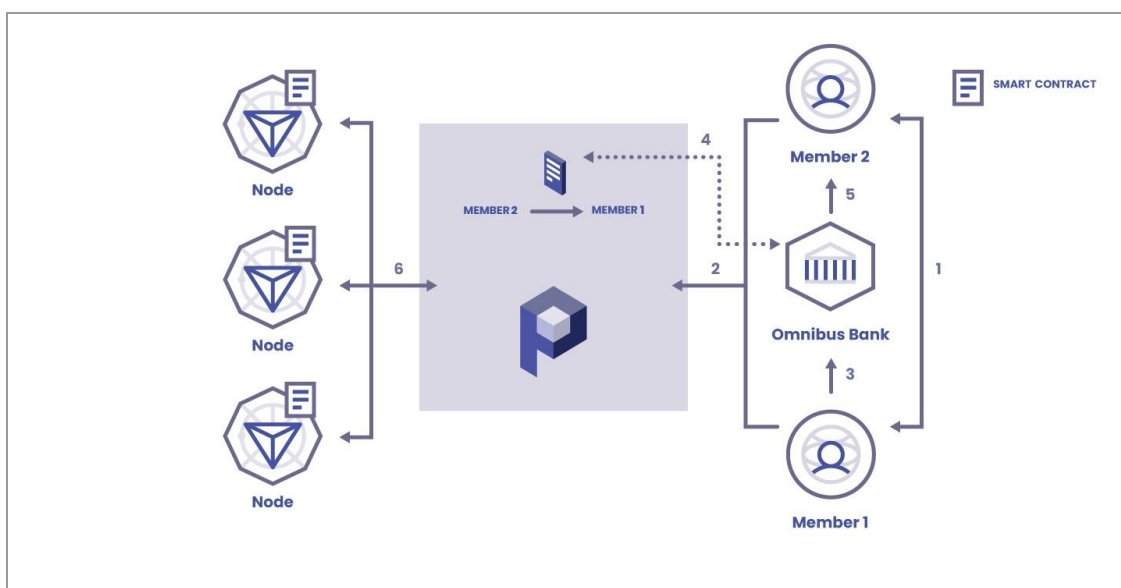 SMART CONTRACT
4
Member 2
Node
5
MEMBER 2
MEMBER 1
6
2
1
Omnibus Bank
Node
3
Node
Member 1